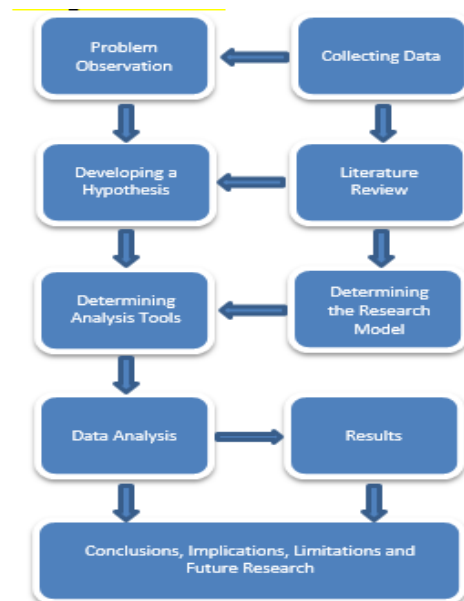 Problem
Observation
Collecting Data
Developing a
Hypothesis
Literature
Review
Determining
Analysis Tools
Determining
the Research
Model
Data Analysis
Results
Conclusions, Implications, Limitations and
Future Research